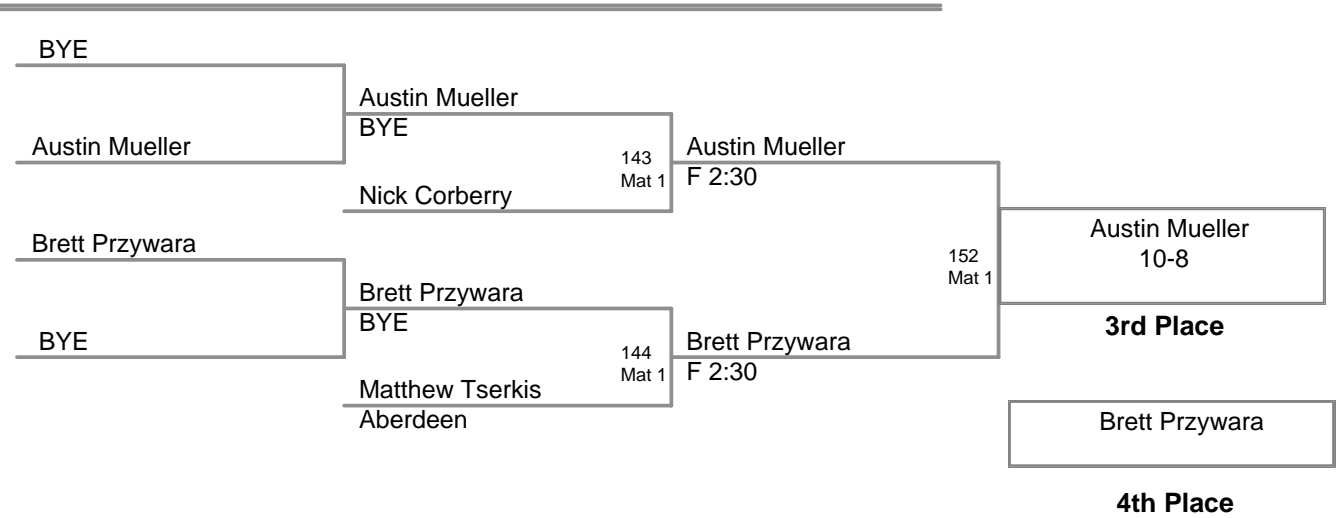 BYE
Austin Mueller
BYE
Austin Mueller
143
Mat 1
Austin Mueller
F 2:30
Nick Corberry
Brett Przywara
Austin Mueller
10-8
152
Mat 1
Brett Przywara
BYE
3rd Place
BYE
144
Mat 1
Brett Przywara
F 2:30
Matthew Tserkis
Aberdeen
Brett Przywara
4th Place